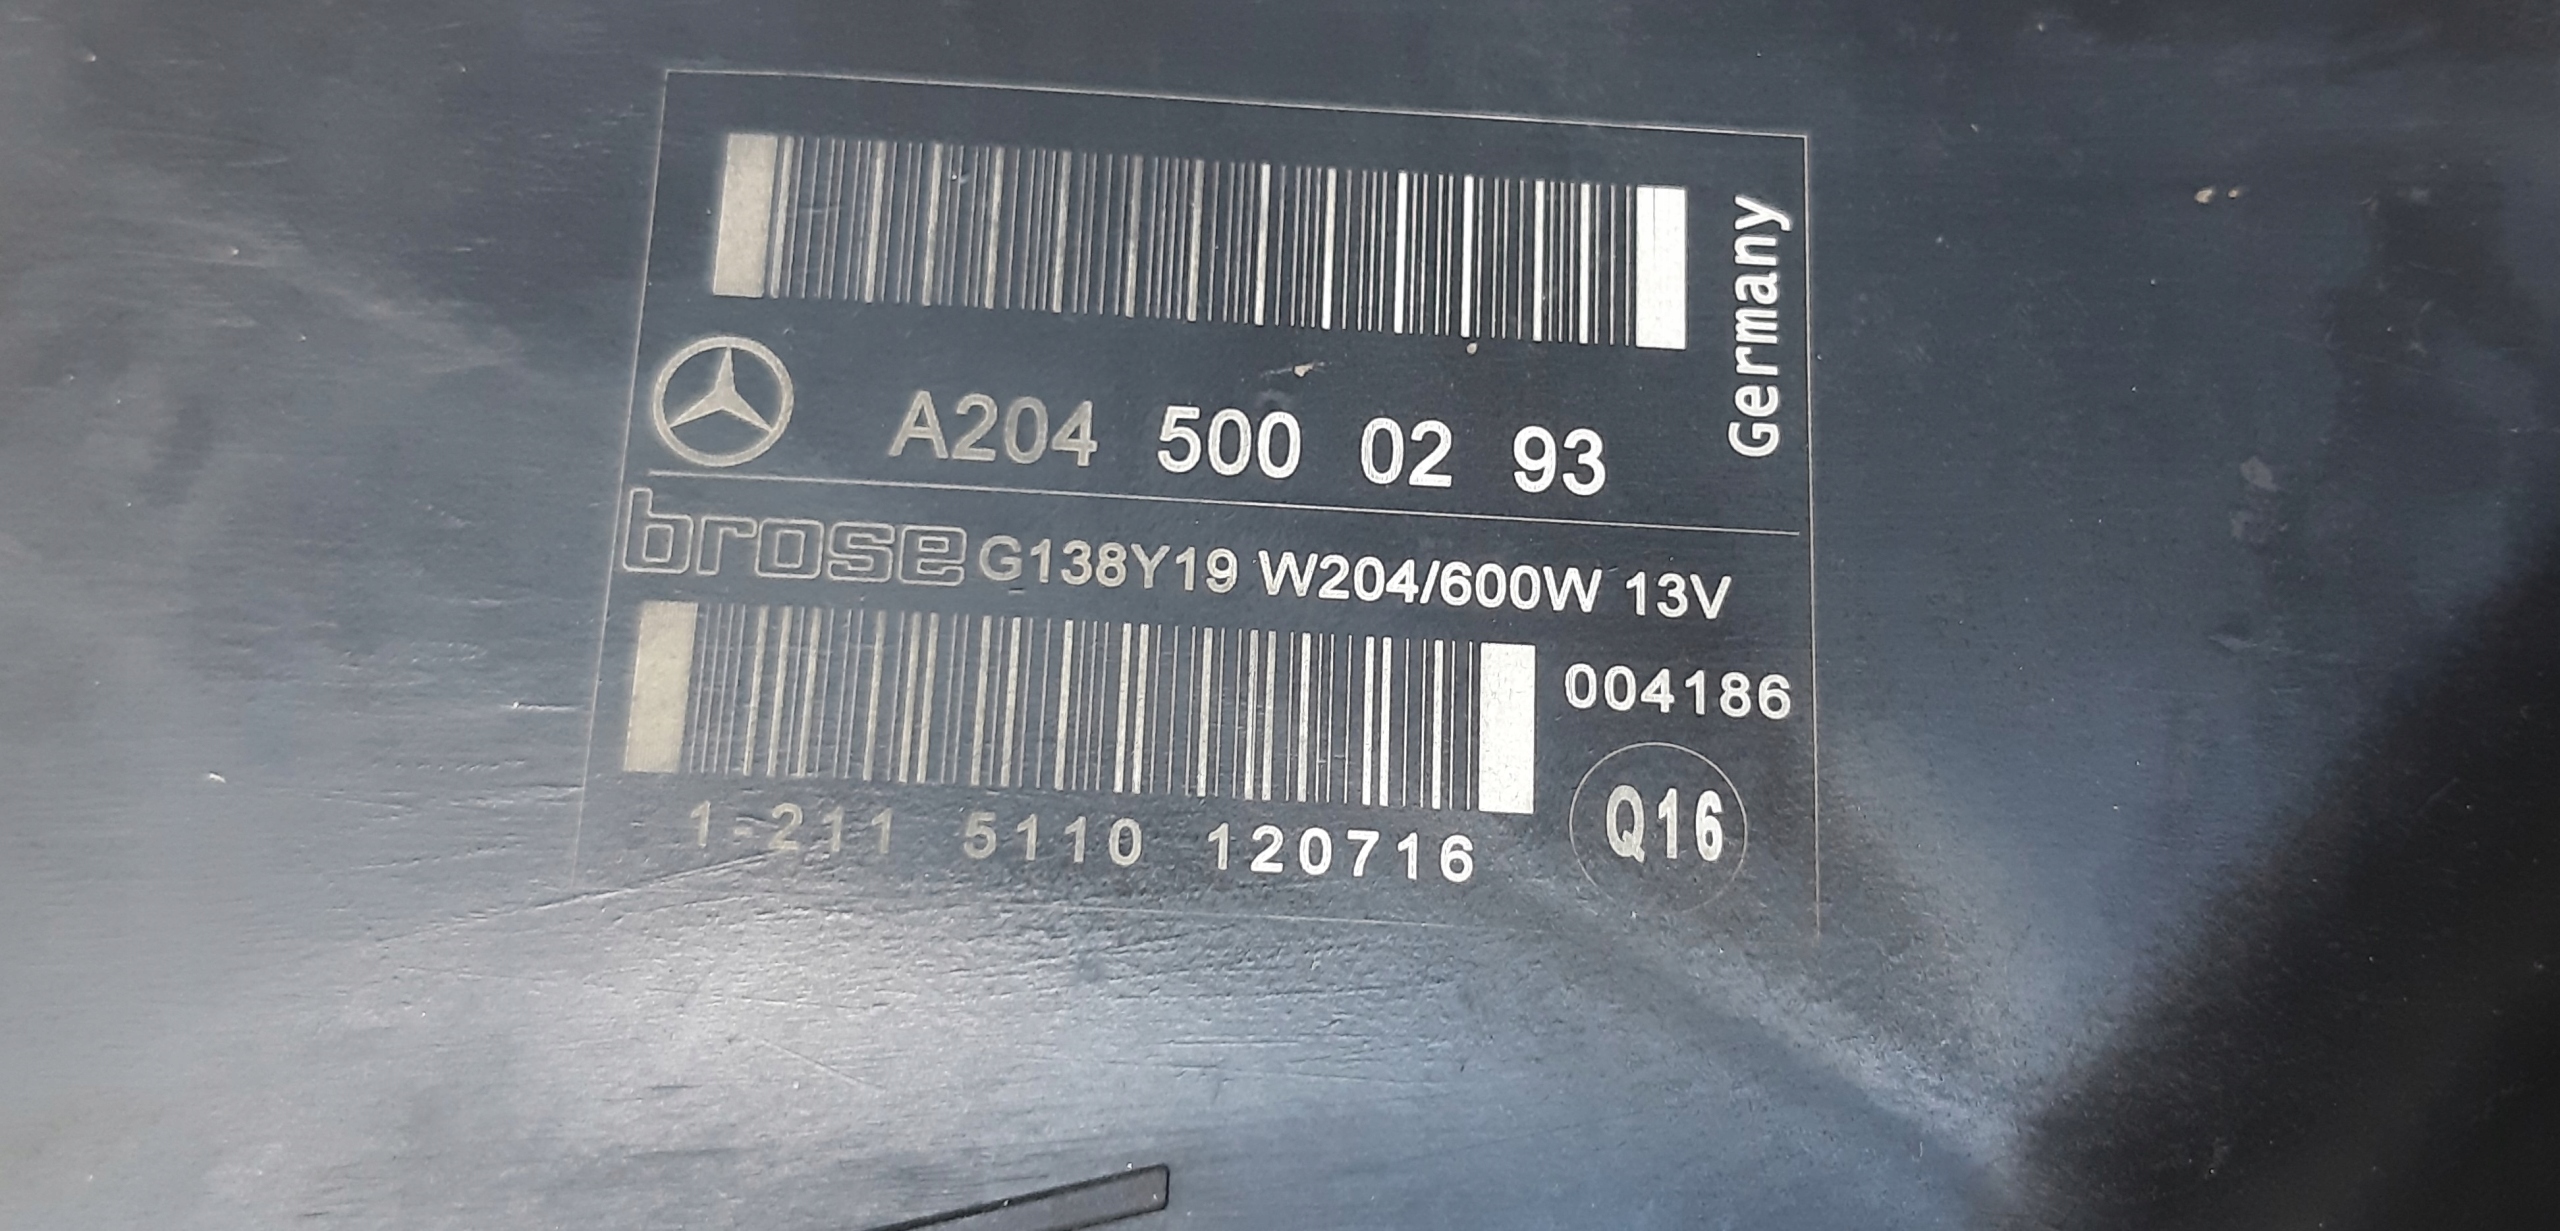 Germany
A204 500 02 93
brose G138Y19 W204/600W 13V
004186
Q16
1-211 5110 120716